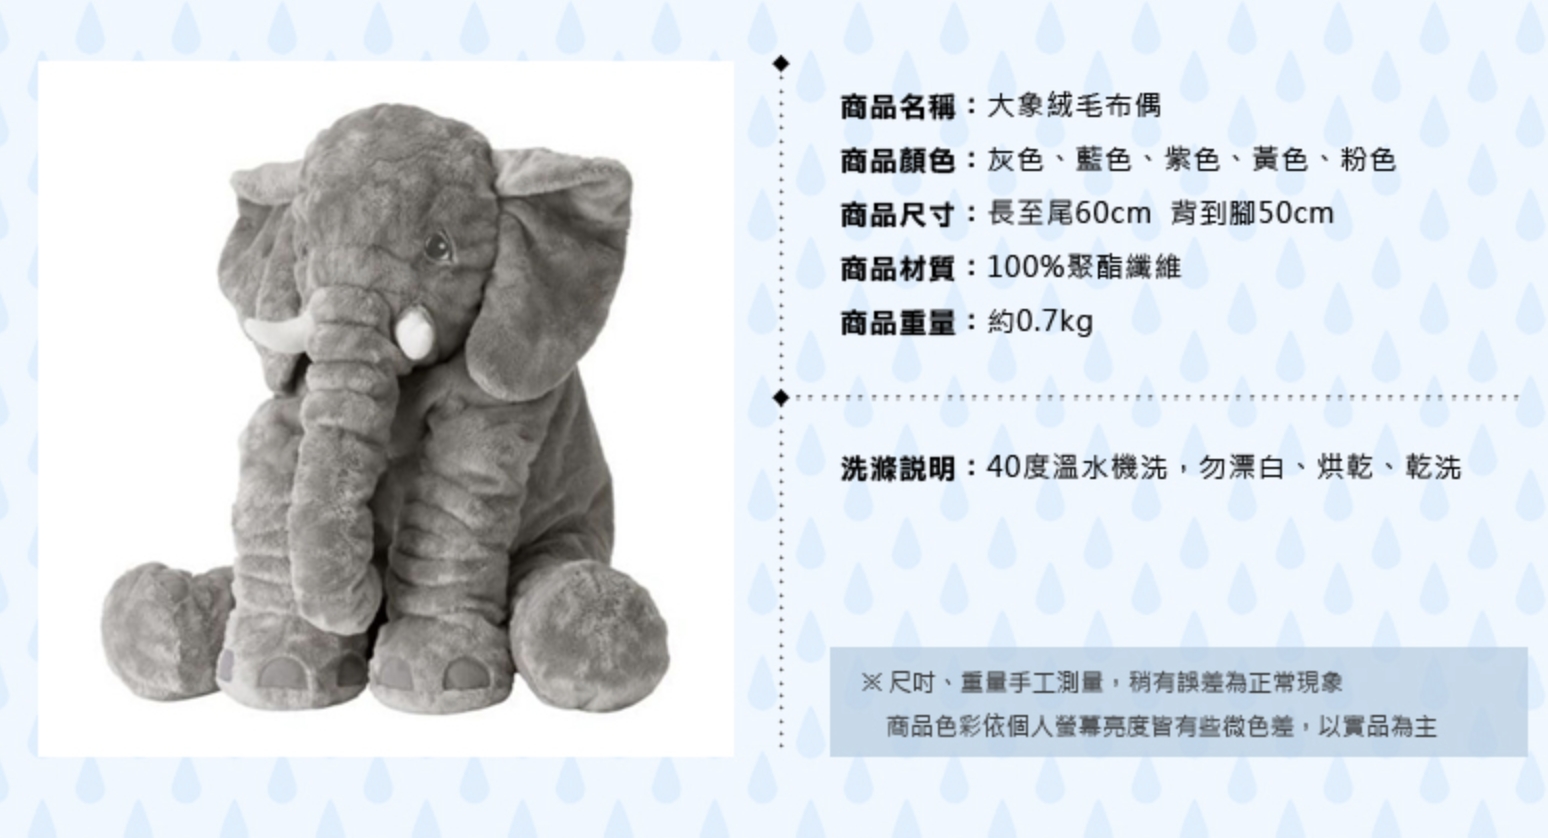 商品名稱：大象絨毛布偶
商品顏色：灰色、藍色、紫色、黃色、粉色
商品尺寸：長至尾60cm 背到腳50cm
商品材質：100%聚酯纖維
商品重量：約0.7kg
洗滌說明：40度溫水機洗，勿漂白、烘乾、乾洗
※ 尺吋、重量手工測量，稍有誤差為正常現象
商品色彩依個人螢幕亮度皆有些微色差，以實品為主